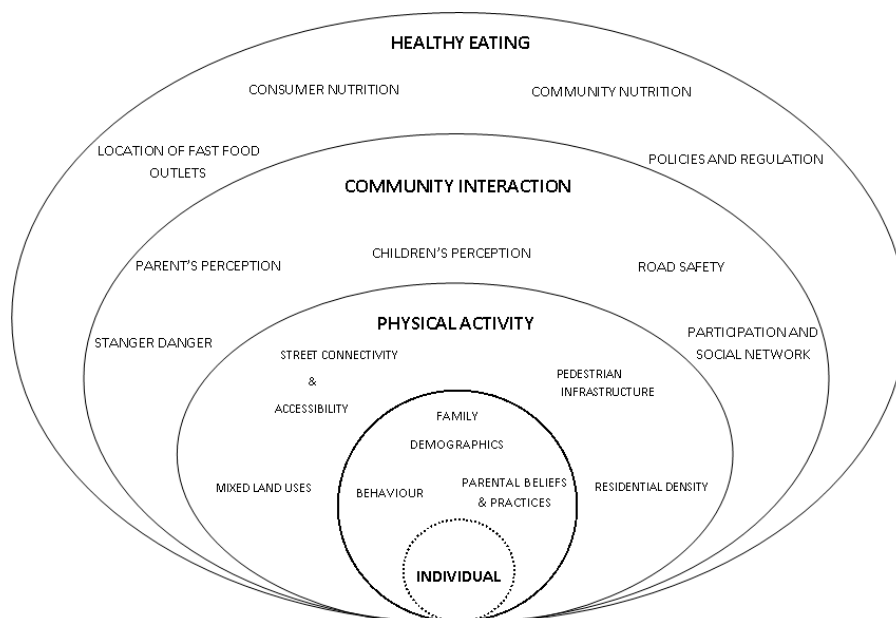 HEALTHY EATING
CONSUMER NUTRITION
COMMUNITY NUTRITION
LOCATION OF FAST FOOD
OUTLETS
POLICIES AND REGULATION
COMMUNITY INTERACTION
PARENT'S PERCEPTION
CHILDREN'S PERCEPTION
ROAD SAFETY
STANGER DANGER
PARTICIPATION AND
SOCIAL NETWORK
PHYSICAL ACTIVITY
STREET CONNECTIVITY
&
ACCESSIBILITY
PEDESTRIAN
INFRASTRUCTURE
MIXED LAND USES
RESIDENTIAL DENSITY
FAMILY
DEMOGRAPHICS
BEHAVIOUR
PARENTAL BELIEFS
& PRACTICES
INDIVIDUAL